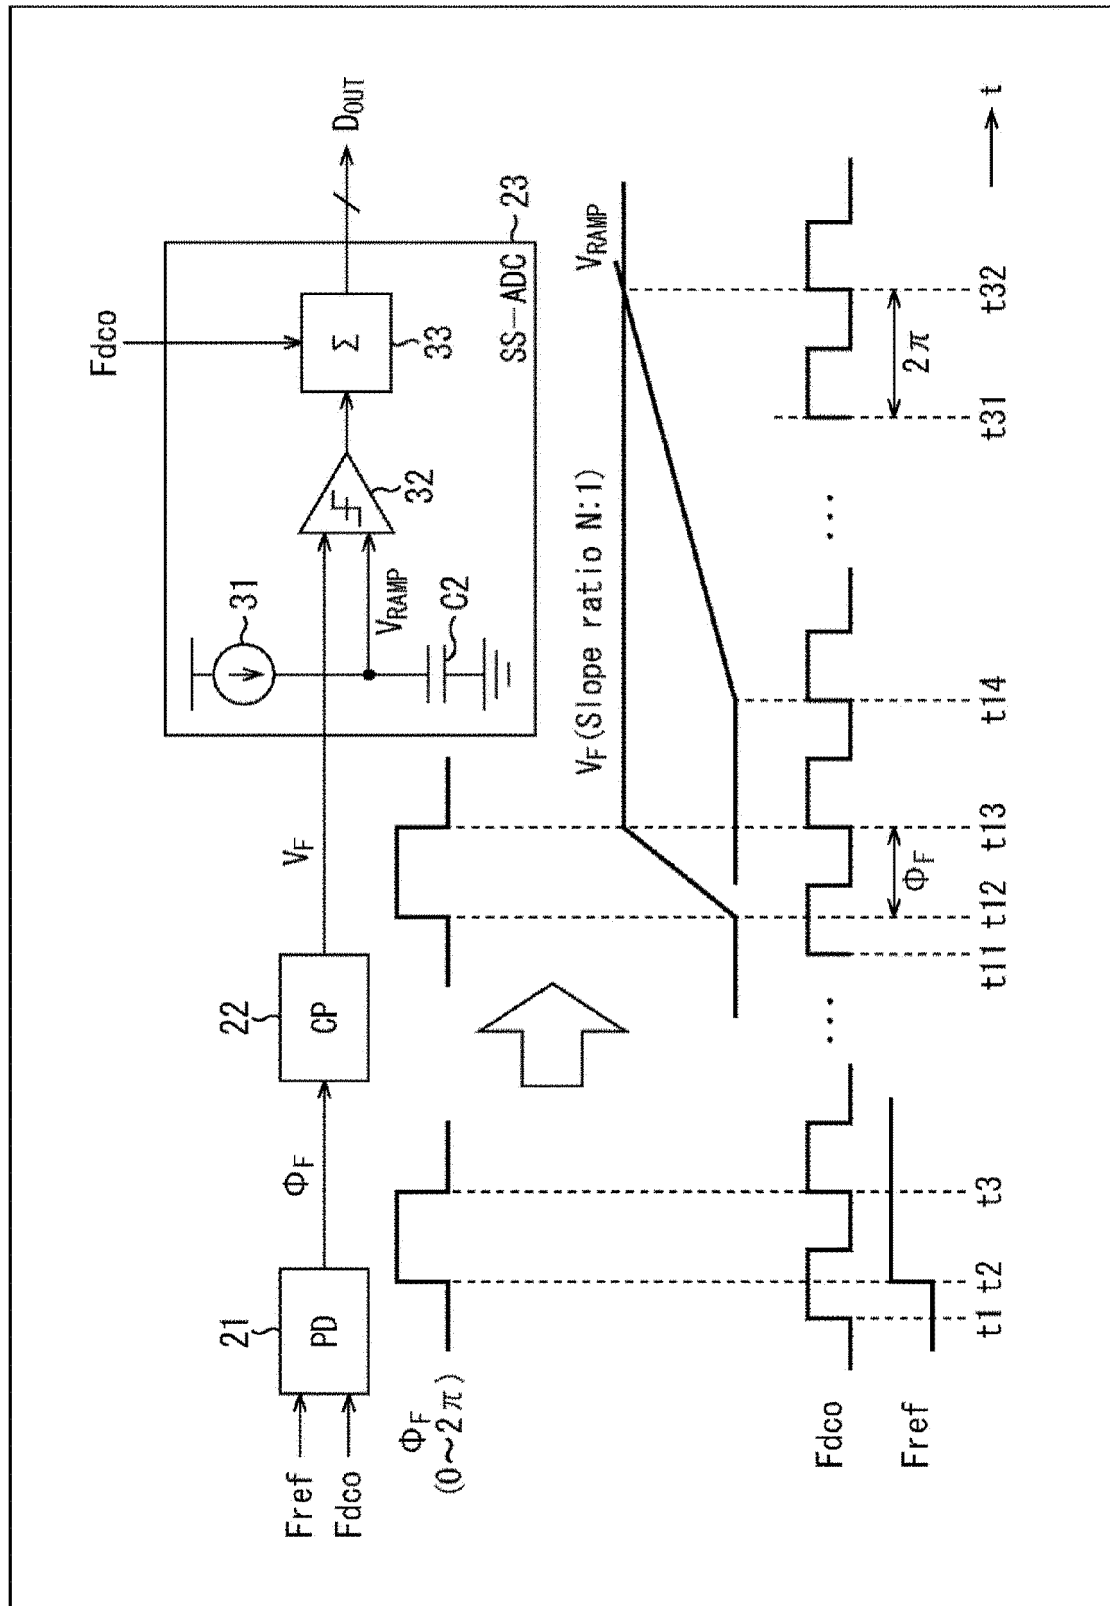 Fref
Fdco
21
PD
ΦF
22
CP
VF
31
VRAMP
C2
32
Fdco
Σ
33
SS-ADC
23
DOUT
ΦF
(0~2π)
VF(Slope ratio N:1)
VRAMP
Fdco
...
...
ΦF
2π
Fref
t1
t2
t3
t11
t12
t13
t14
t31
t32
t